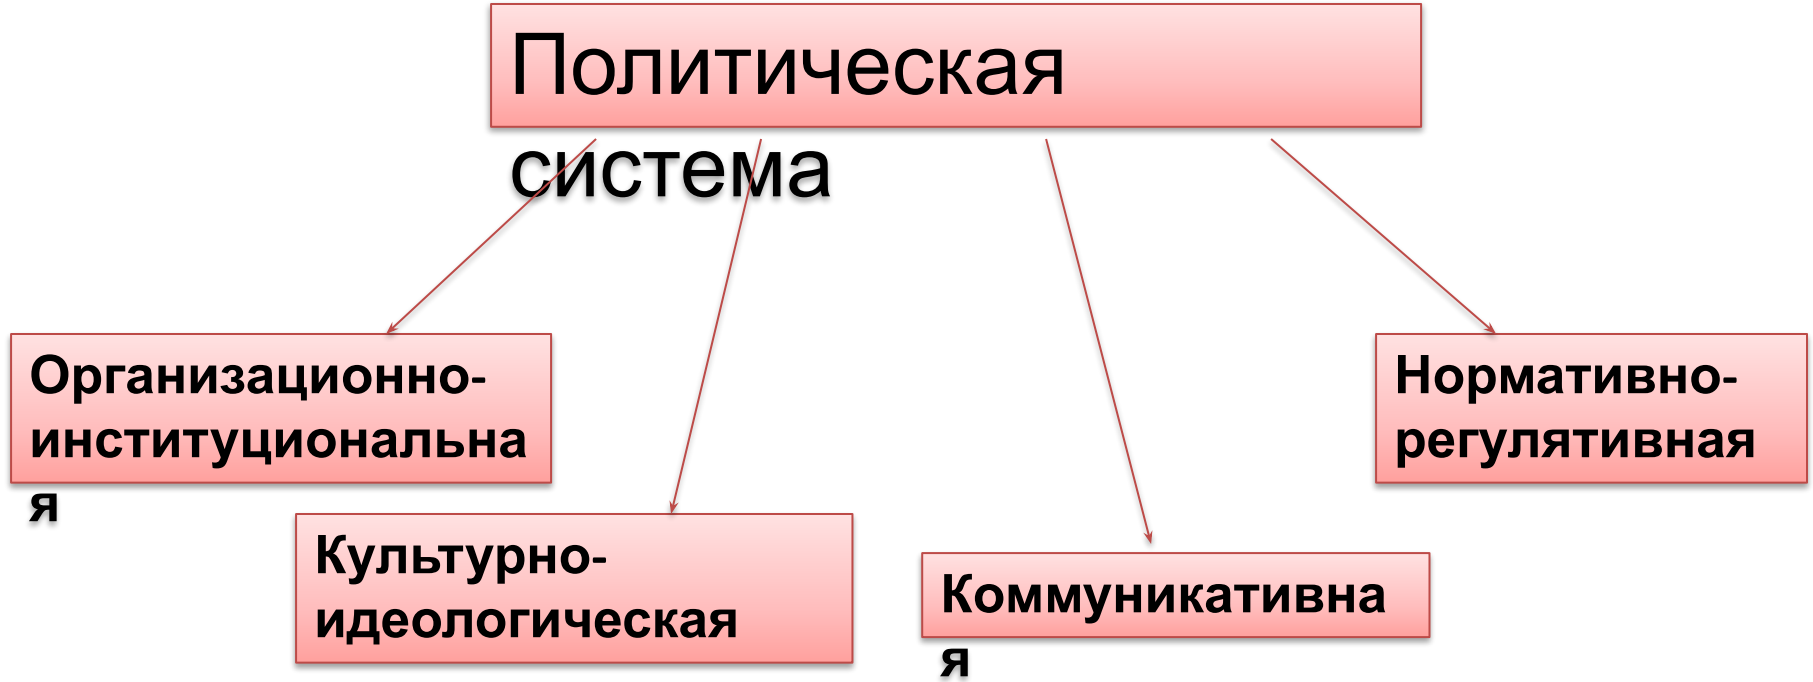 Политическая
система
Организационно-
институциональна
я
Культурно-
идеологическая
Коммуникативна
я
Нормативно-
регулятивная